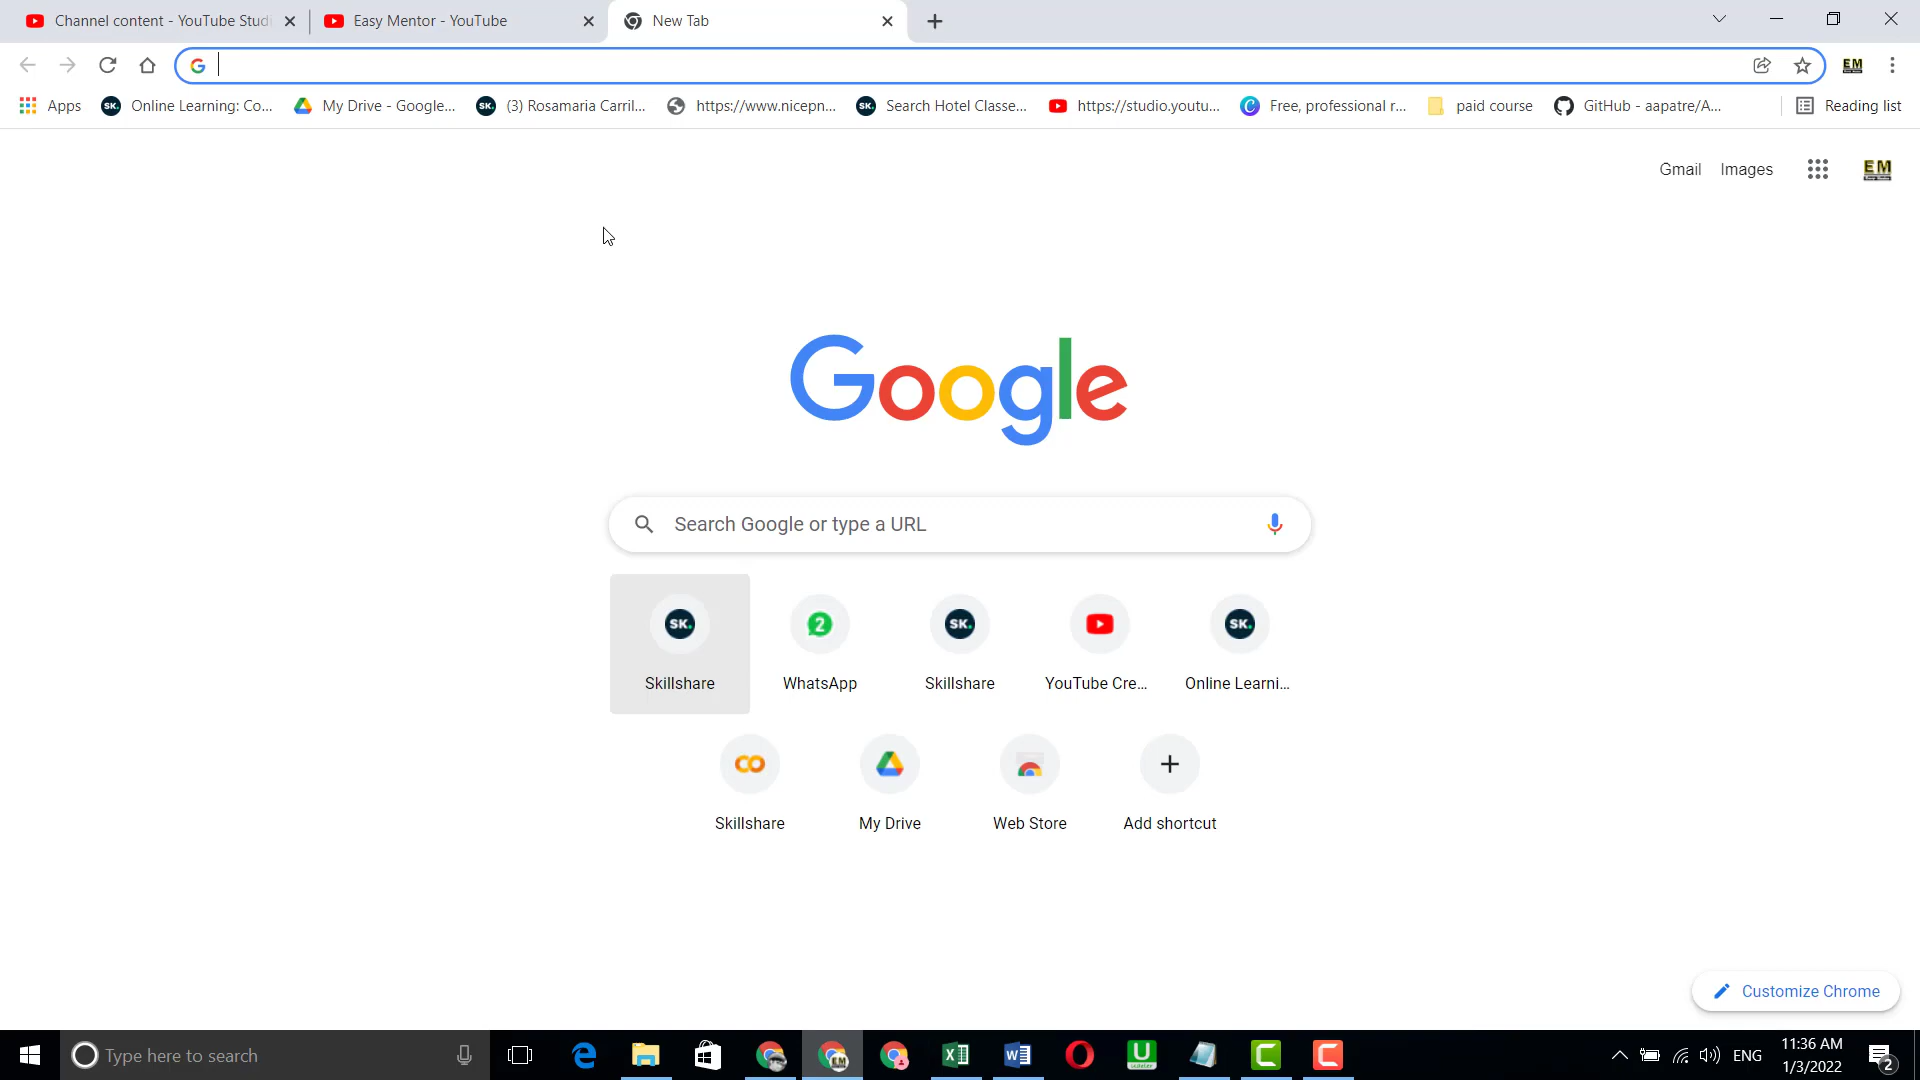 Channel content - YouTube Studi
Easy Mentor - YouTube
New Tab
EM
Apps
Online Learning: Co...
My Drive - Google...
(3) Rosamaria Carril...
https://www.nicepn...
Search Hotel Classe...
https://studio.youtu...
Free, professional r...
paid course
GitHub - aapatre/A...
Reading list
Gmail
Images
EM
Google
Search Google or type a URL
SK.
2
SK.
SK.
Skillshare
WhatsApp
Skillshare
YouTube Cre...
Online Learni...
Skillshare
My Drive
Web Store
Add shortcut
Customize Chrome
Type here to search
ENG
11:36 AM
1/3/2022
2